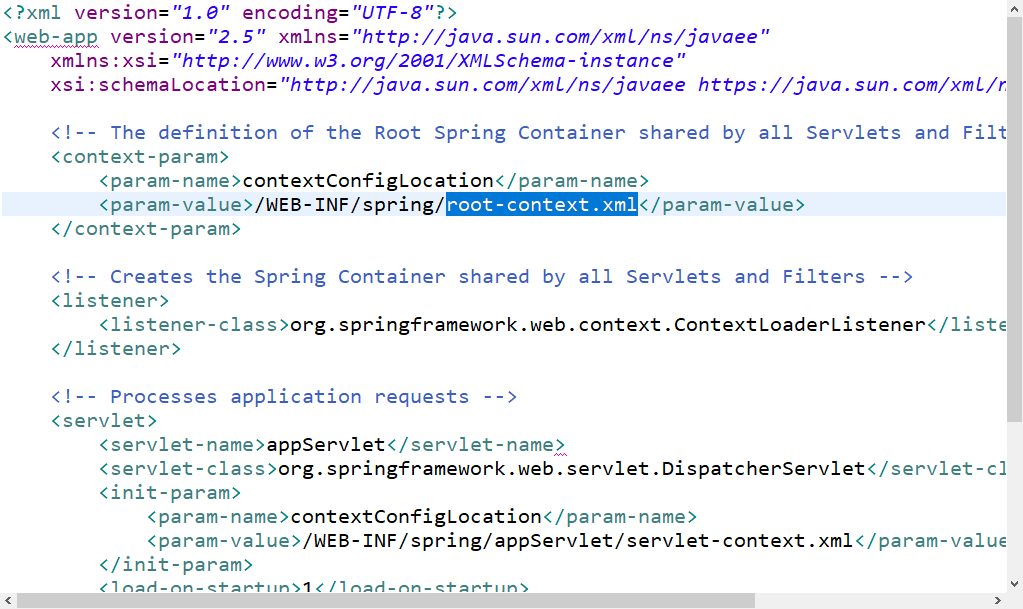 <?xml version="1.0" encoding="UTF-8"?>
<web-app version="2.5" xmlns="http://java.sun.com/xml/ns/javaee"
xmlns:xsi="http://www.w3.org/2001/XMLSchema-instance"
xsi:schemaLocation="http://java.sun.com/xml/ns/javaee https://java.sun.com/xml/n
<!-- The definition of the Root Spring Container shared by all Servlets and Filt
<context-param>
<param-name>contextConfigLocation</param-name>
<param-value>/WEB-INF/spring/root-context.xml</param-value>
</context-param>
<!-- Creates the Spring Container shared by all Servlets and Filters -->
<listener>
<listener-class>org.springframework.web.context.ContextLoaderListener</liste
</listener>
<!-- Processes application requests -->
<servlet>
<servlet-name>appServlet</servlet-name>
<servlet-class>org.springframework.web.servlet.DispatcherServlet</servlet-cl
<init-param>
<param-name>contextConfigLocation</param-name>
<param-value>/WEB-INF/spring/appServlet/servlet-context.xml</param-value
</init-param>
<load-on-startup>1</load-on-startup>